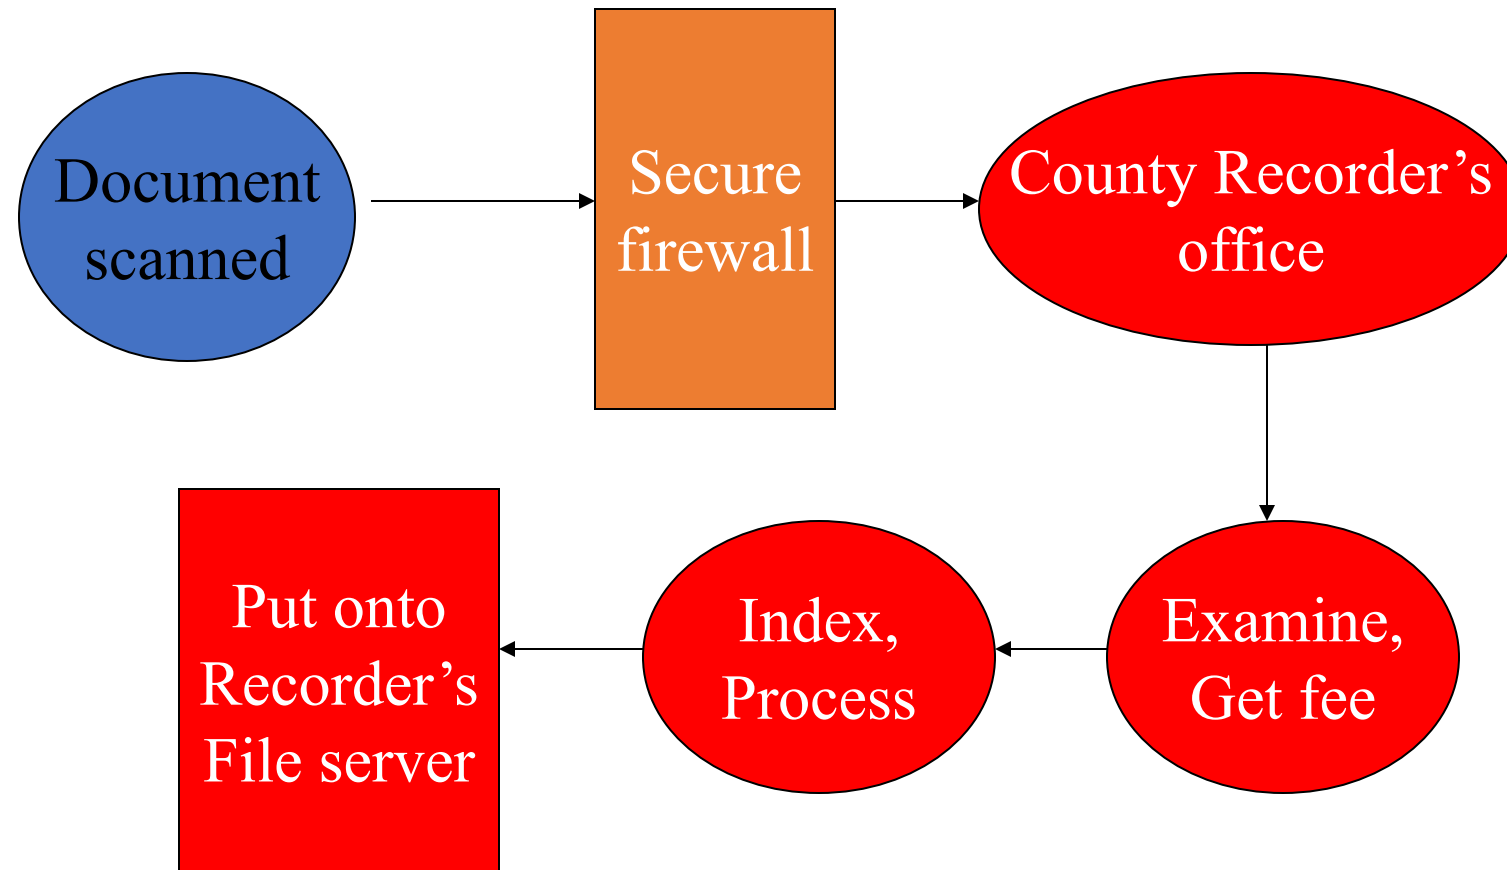 Document
scanned
Secure
firewall
County Recorder’s
office
Examine,
Get fee
Index,
Process
Put onto
Recorder’s
File server